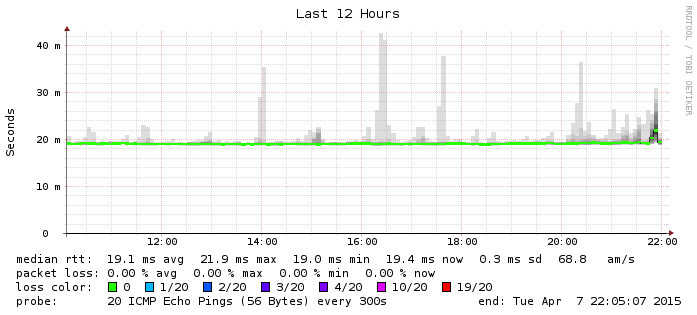 Last 12 Hours
RRDTOOL / TOBI OETIKER
Seconds
40 m
30 m
20 m
10 m
0
12:00 14:00 16:00 18:00 20:00 22:00
median rtt: 19.1 ms avg 21.9 ms max 19.0 ms min 19.4 ms now 0.3 ms sd 68.8 am/s
packet loss: 0.00 % avg 0.00 % max 0.00 % min 0.00 % now
loss color: 0 1/20 2/20 3/20 4/20 10/20 19/20
probe: 20 ICMP Echo Pings (56 Bytes) every 300s end: Tue Apr 7 22:05:07 2015